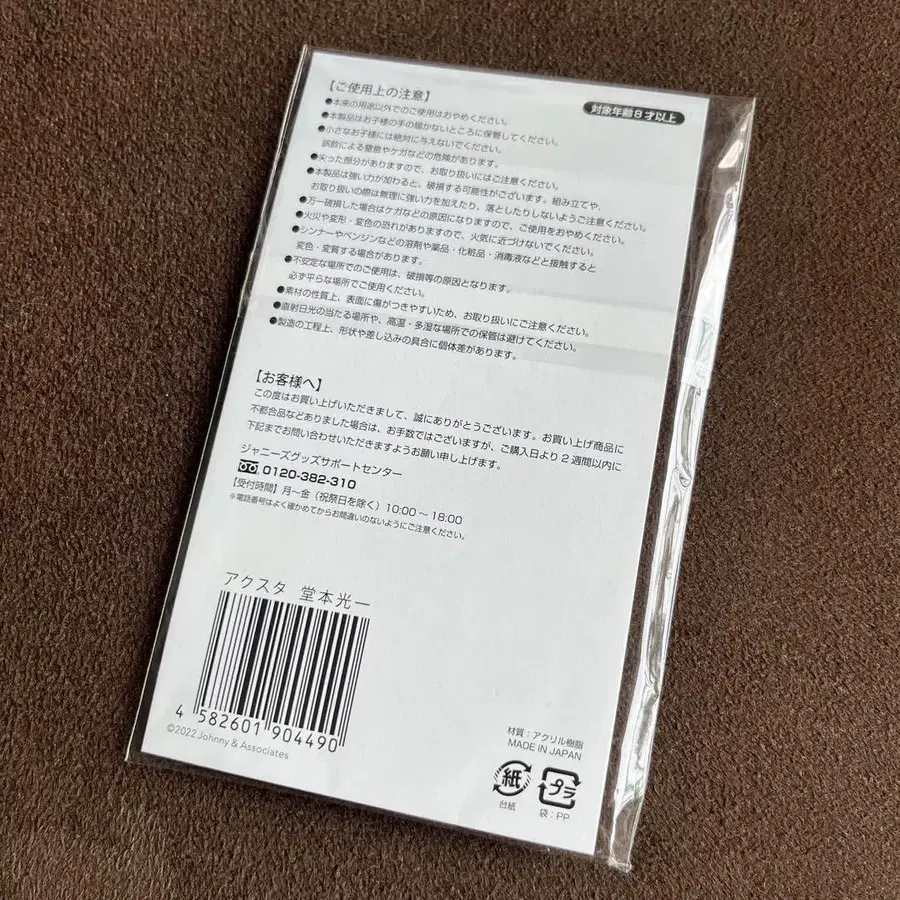 【ご使用上の注意】
対象年齢8才以上
●本来の用途以外でのご使用はおやめください。
●本製品はお子様の手の届かないところに保管してください。
●小さなお子様には絶対に与えないでください。
誤飲による窒息やケガなどの危険があります。
●尖った部分がありますので、お取り扱いにはご注意ください。
●本製品は強い力が加わると、破損する可能性がございます。組み立てや、
お取り扱いの際は無理に強い力を加えたり、落としたりしないようご注意ください。
●万一破損した場合はケガなどの原因になりますので、ご使用をおやめください。
●火災や変形・変色の恐れがありますので、火気に近づけないでください。
●シンナーやベンジンなどの溶剤や薬品・化粧品・消毒液などと接触すると
変色・変質する場合があります。
●不安定な場所でのご使用は、破損等の原因となります。
必ず平らな場所でご使用ください。
●素材の性質上、表面に傷がつきやすいため、お取り扱いにご注意ください。
●直射日光の当たる場所や、高温・多湿な場所での保管は避けてください。
●製造の工程上、形状や差し込みの具合に個体差があります。
【お客様へ】
この度はお買い上げいただきまして、誠にありがとうございます。お買い上げ商品に
不都合品などありました場合は、お手数ではございますが、ご購入日より2週間以内に
下記までお問い合わせいただきますようお願い申し上げます。
ジャニーズグッズサポートセンター
0120-382-310
【受付時間】月～金（祝祭日を除く）10:00～18:00
※電話番号はよく確かめてからお間違いのないようにご注意ください。
アクスタ 堂本光一
4 582601 904490
©2022 Johnny & Associates
材質：アクリル樹脂
MADE IN JAPAN
紙
台紙
プラ
袋：PP